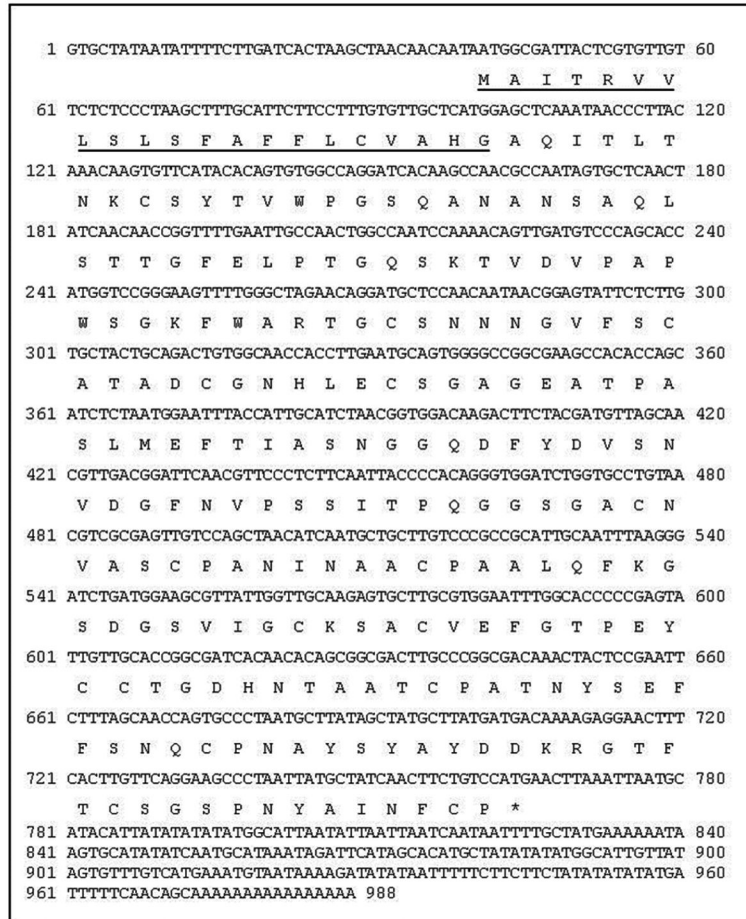 1 GTGCTATAATATTTTCTTGATCACTAAGCTAACAACAATAATGGCGATTACTCGTGTTGT 60
M A I T R V V
61 TCTCTCCCTAAGCTTTGCATTCTTCCTTTGTGTTGCTCATGGAGCTCAAATAACCCTTAC 120
L S L S F A F F L C V A H G A Q I T L T
121 AAACAAGTGTTCATACACAGTGTGGCCAGGATCACAAGCCAACGCCAATAGTGCTCAACT 180
N K C S Y T V W P G S Q A N A N S A Q L
181 ATCAACAACCGGTTTTGAATTGCCAACTGGCCAATCCAAAACAGTTGATGTCCCAGCACC 240
S T T G F E L P T G Q S K T V D V P A P
241 ATGGTCCGGGAAGTTTTGGGCTAGAACAGGATGCTCCAACAATAACGGAGTATTCTCTTG 300
W S G K F W A R T G C S N N N G V F S C
301 TGCTACTGCAGACTGTGGCAACCACCTTGAATGCAGTGGGGCCGGCGAAGCCACACCAGC 360
A T A D C G N H L E C S G A G E A T P A
361 ATCTCTAATGGAATTTACCATTGCATCTAACGGTGGACAAGACTTCTACGATGTTAGCAA 420
S L M E F T I A S N G G Q D F Y D V S N
421 CGTTGACGGATTCAACGTTCCCTCTTCAATTACCCCACAGGGTGGATCTGGTGCCTGTAA 480
V D G F N V P S S I T P Q G G S G A C N
481 CGTCGCGAGTTGTCCAGCTAACATCAATGCTGCTTGTCCCGCCGCATTGCAATTTAAGGG 540
V A S C P A N I N A A C P A A L Q F K G
541 ATCTGATGGAAGCGTTATTGGTTGCAAGAGTGCTTGCGTGGAATTTGGCACCCCCGAGTA 600
S D G S V I G C K S A C V E F G T P E Y
601 TTGTTGCACCGGCGATCACAACACAGCGGCGACTTGCCCGGCGACAAACTACTCCGAATT 660
C C T G D H N T A A T C P A T N Y S E F
661 CTTTAGCAACCAGTGCCCTAATGCTTATAGCTATGCTTATGATGACAAAAGAGGAACTTT 720
F S N Q C P N A Y S Y A Y D D K R G T F
721 CACTTGTTCAGGAAGCCCTAATTATGCTATCAACTTCTGTCCATGAACTTAAATTAATGC 780
T C S G S P N Y A I N F C P *
781 ATACATTATATATATATGGCATTAATATTAATTAATCAATAATTTTGCTATGAAAAAATA 840
841 AGTGCATATATCAATGCATAAATAGATTCATAGCACATGCTATATATATGGCATTGTTAT 900
901 AGTGTTTGTCATGAAATGTAATAAAAGATATATAATTTTTCTTCTTCTATATATATATGA 960
961 TTTTTCAACAGCAAAAAAAAAAAAAAAA 988